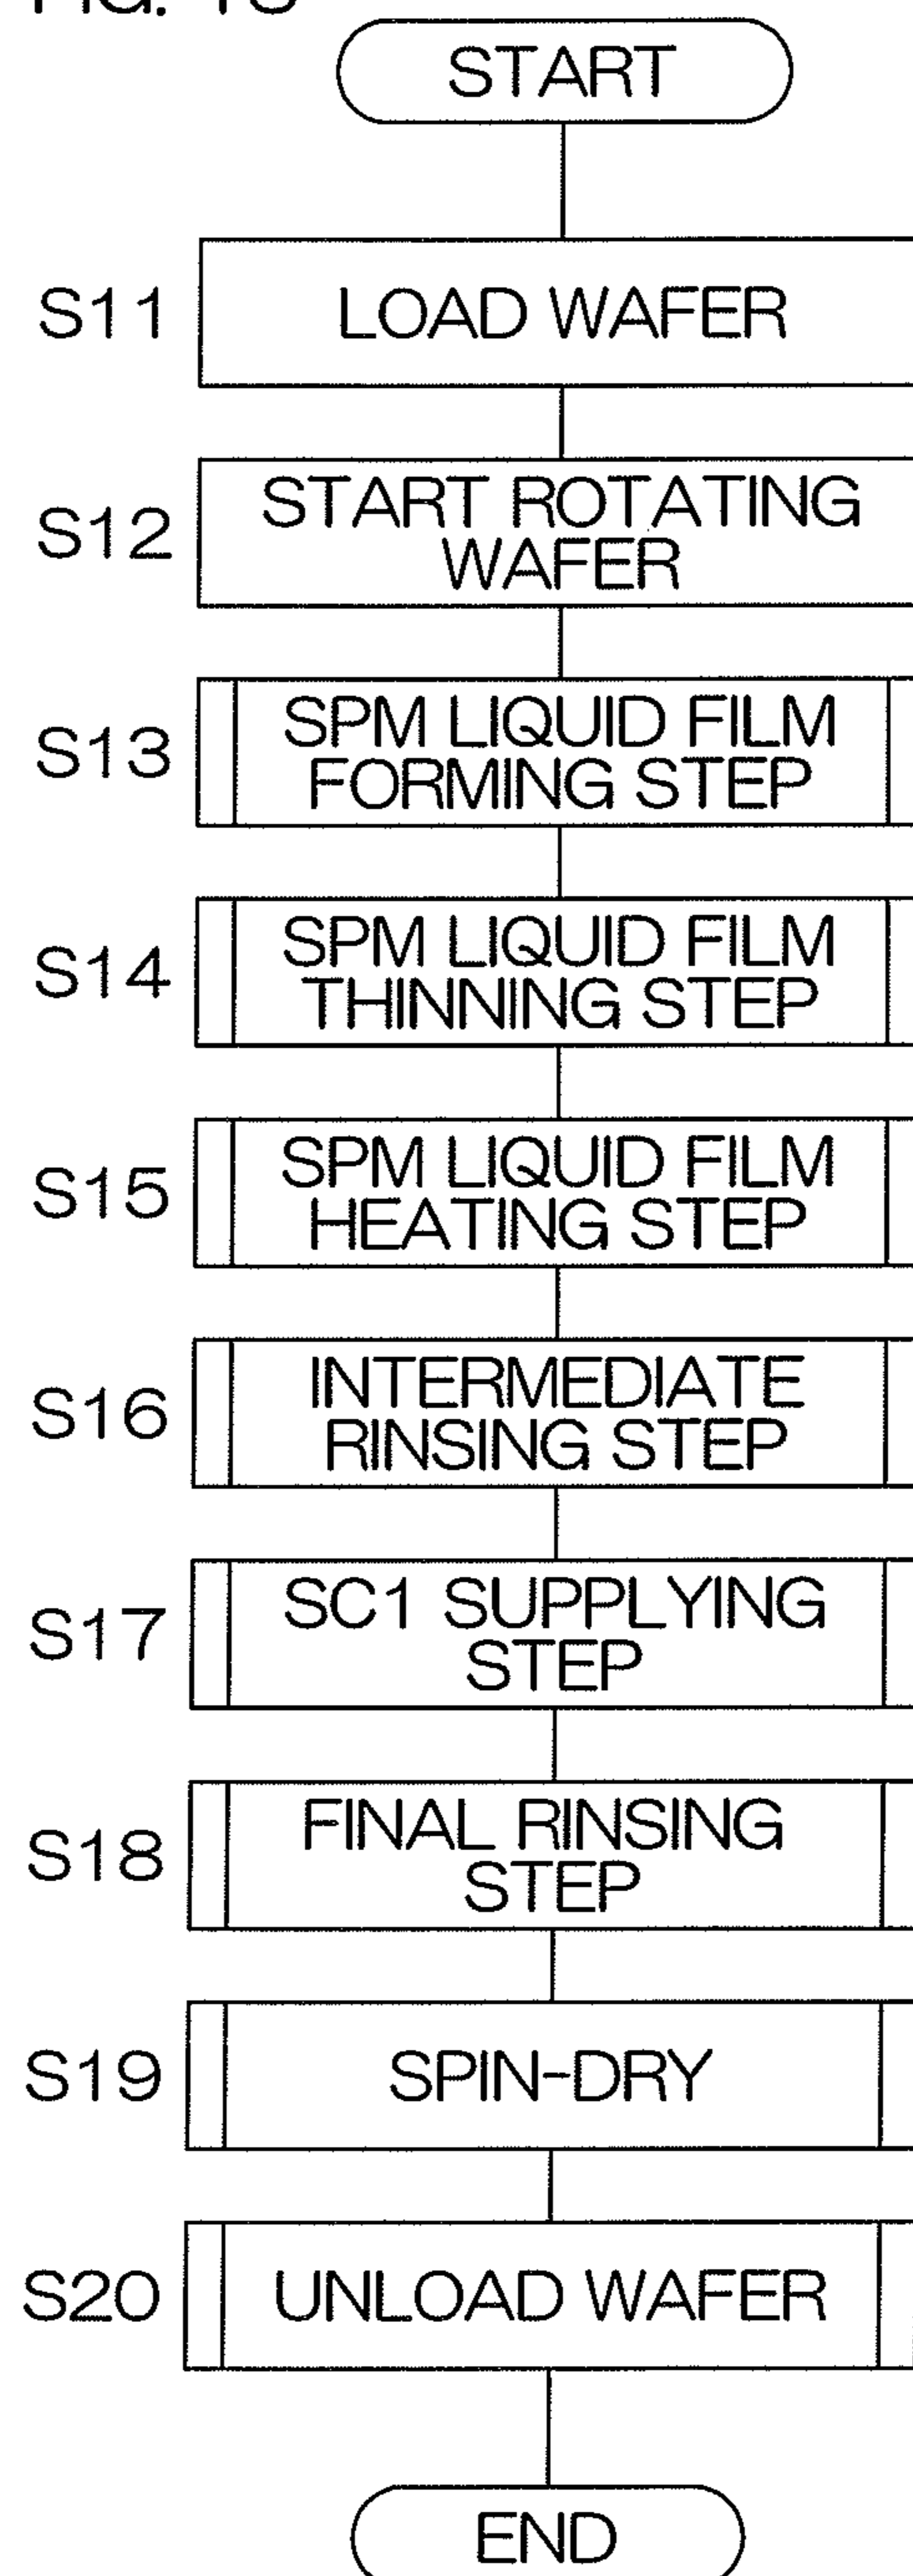 START
S11 LOAD WAFER
S12 START ROTATING
WAFER
S13 SPM LIQUID FILM
FORMING STEP
S14 SPM LIQUID FILM
THINNING STEP
S15 SPM LIQUID FILM
HEATING STEP
S16 INTERMEDIATE
RINSING STEP
S17 SC1 SUPPLYING
STEP
S18 FINAL RINSING
STEP
S19 SPIN-DRY
S20 UNLOAD WAFER
END